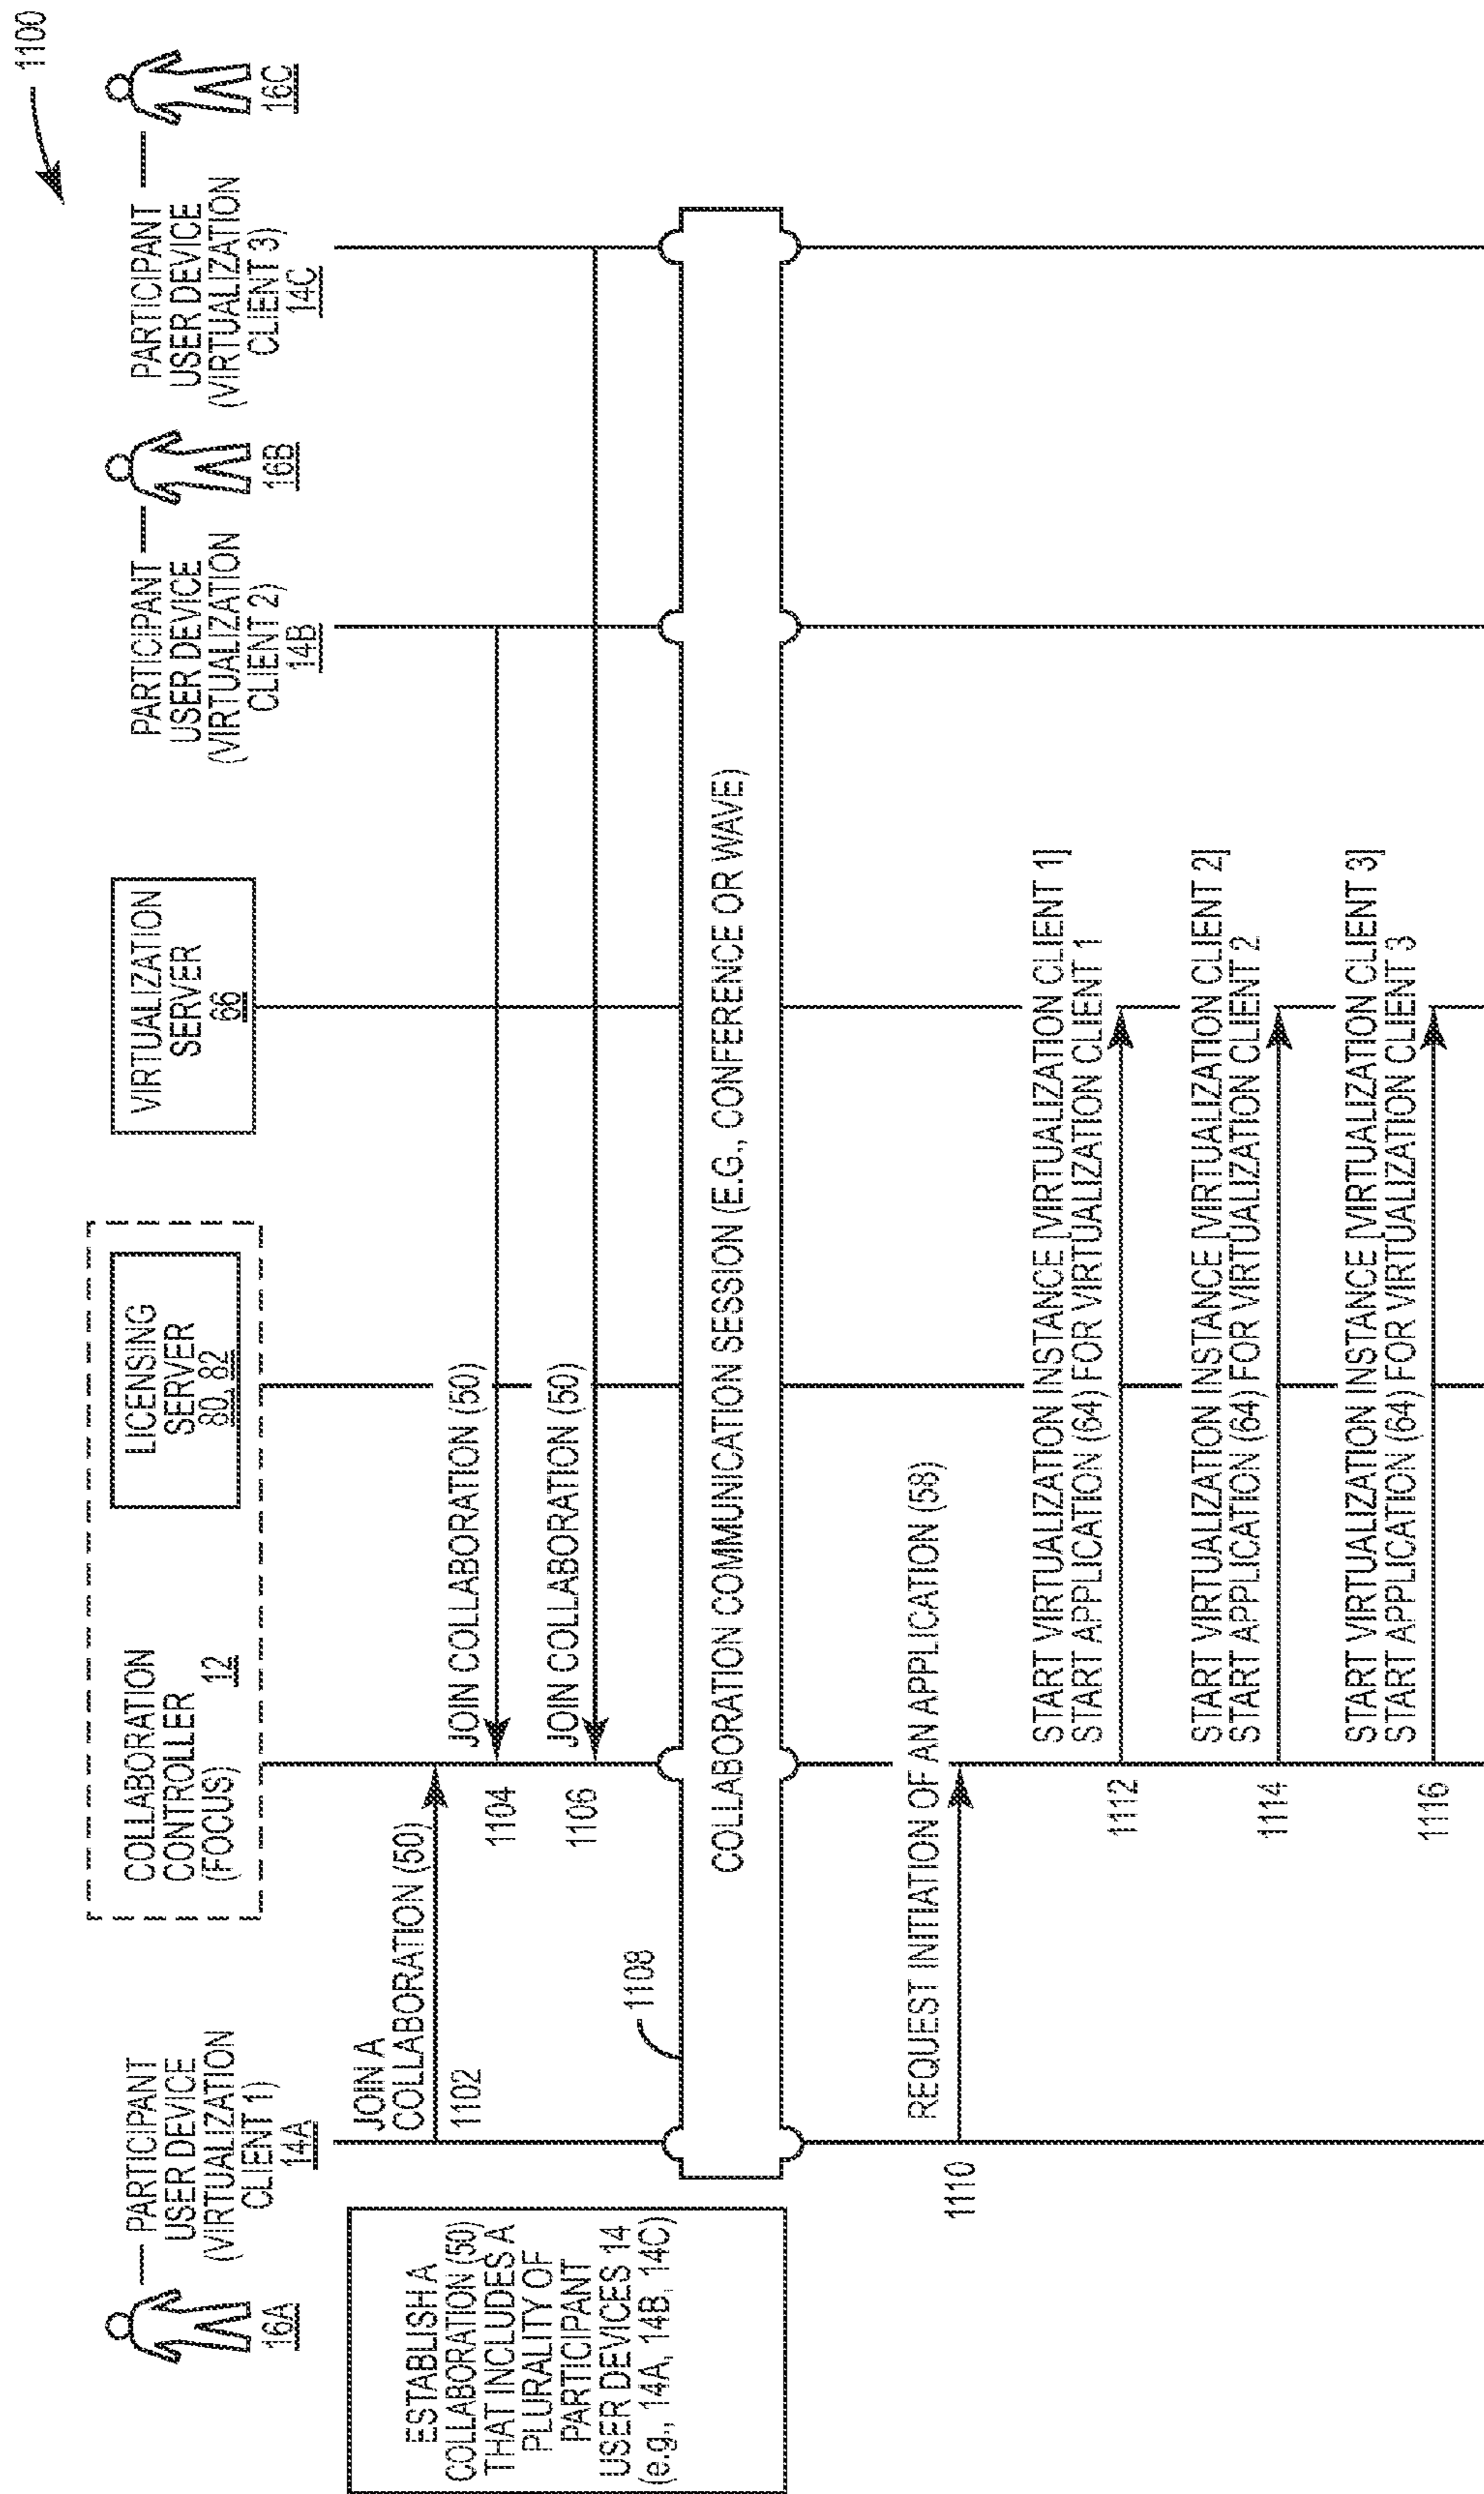 1100
16A
PARTICIPANT
USER DEVICE
(VIRTUALIZATION
CLIENT 1)
14A
COLLABORATION
CONTROLLER
(FOCUS) 12
LICENSING
SERVER
80, 82
VIRTUALIZATION
SERVER
66
PARTICIPANT
USER DEVICE
(VIRTUALIZATION
CLIENT 2)
14B
16B
PARTICIPANT
USER DEVICE
(VIRTUALIZATION
CLIENT 3)
14C
16C
ESTABLISH A
COLLABORATION (50)
THAT INCLUDES A
PLURALITY OF
PARTICIPANT
USER DEVICES 14
(e.g., 14A, 14B, 14C)
JOIN A
COLLABORATION (50)
1102
JOIN COLLABORATION (50)
1104
JOIN COLLABORATION (50)
1106
1108
COLLABORATION COMMUNICATION SESSION (E.G., CONFERENCE OR WAVE)
REQUEST INITIATION OF AN APPLICATION (58)
1110
START VIRTUALIZATION INSTANCE [VIRTUALIZATION CLIENT 1]
START APPLICATION (64) FOR VIRTUALIZATION CLIENT 1
1112
START VIRTUALIZATION INSTANCE [VIRTUALIZATION CLIENT 2]
START APPLICATION (64) FOR VIRTUALIZATION CLIENT 2
1114
START VIRTUALIZATION INSTANCE [VIRTUALIZATION CLIENT 3]
START APPLICATION (64) FOR VIRTUALIZATION CLIENT 3
1116